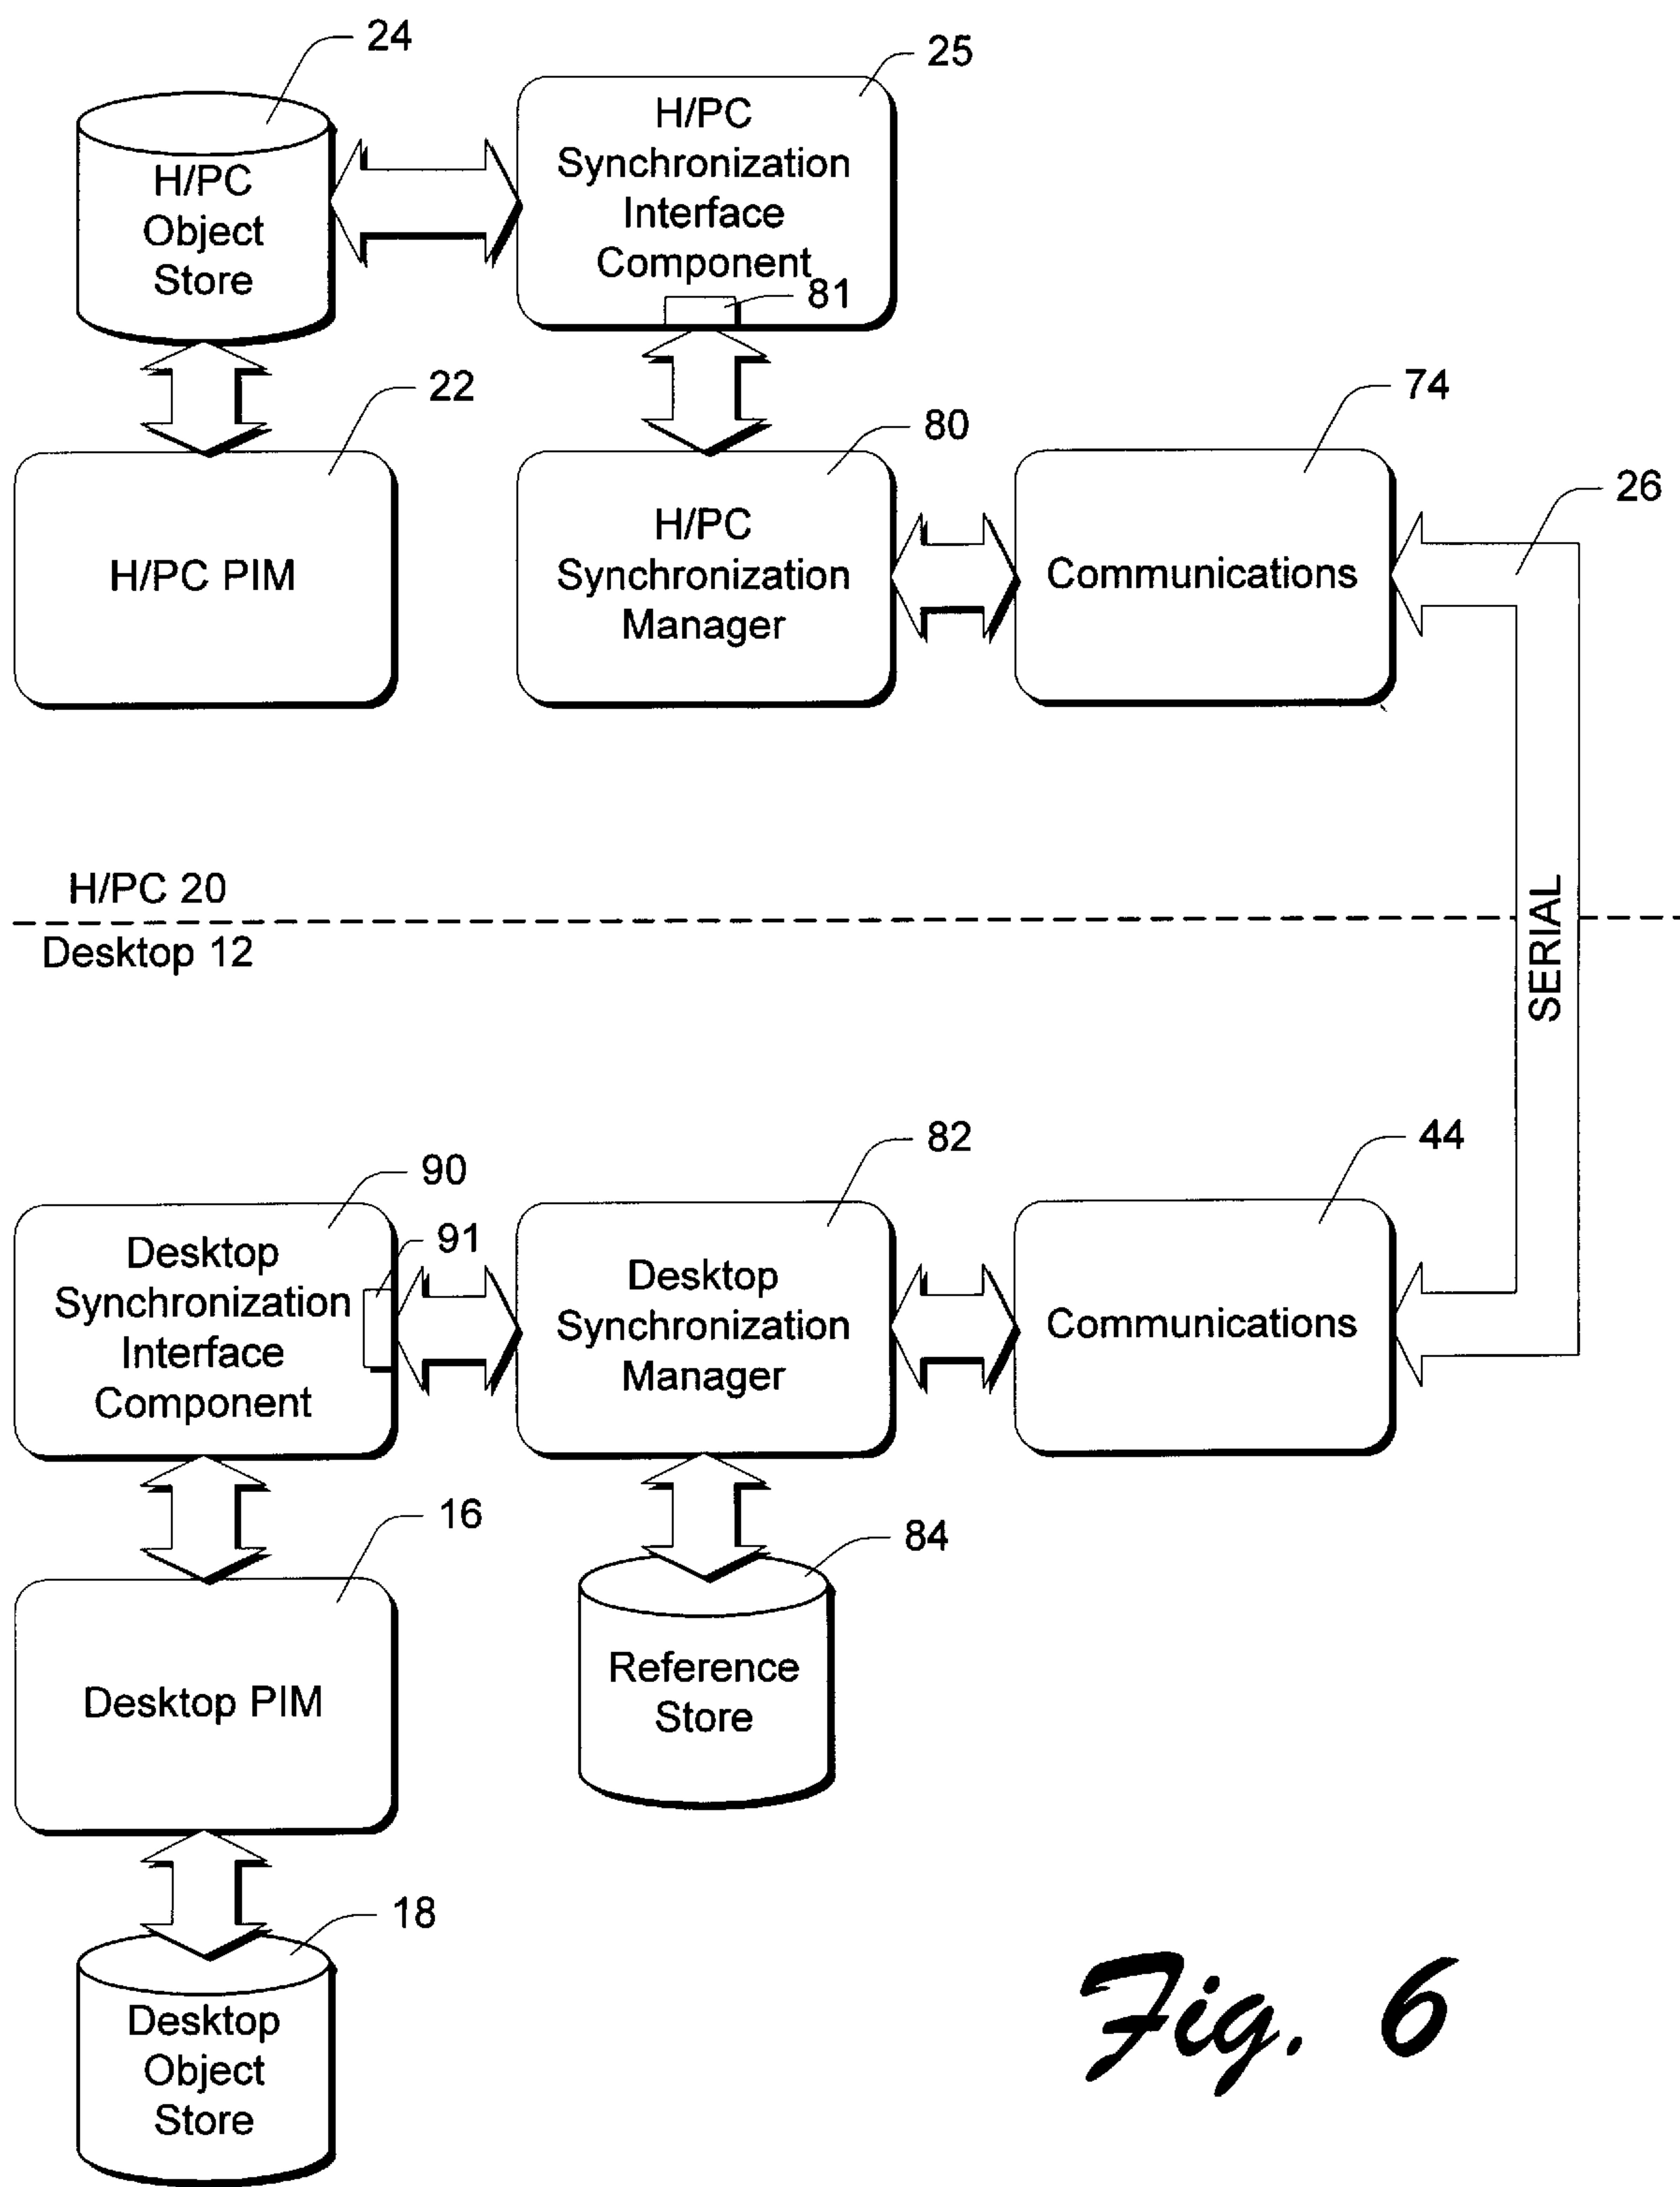 24
H/PC
Object
Store
25
H/PC
Synchronization
Interface
Component
81
22
H/PC PIM
80
H/PC
Synchronization
Manager
74
Communications
26
H/PC 20
Desktop 12
SERIAL
90
91
Desktop
Synchronization
Interface
Component
82
Desktop
Synchronization
Manager
44
Communications
16
Desktop PIM
84
Reference
Store
18
Desktop
Object
Store
Fig. 6